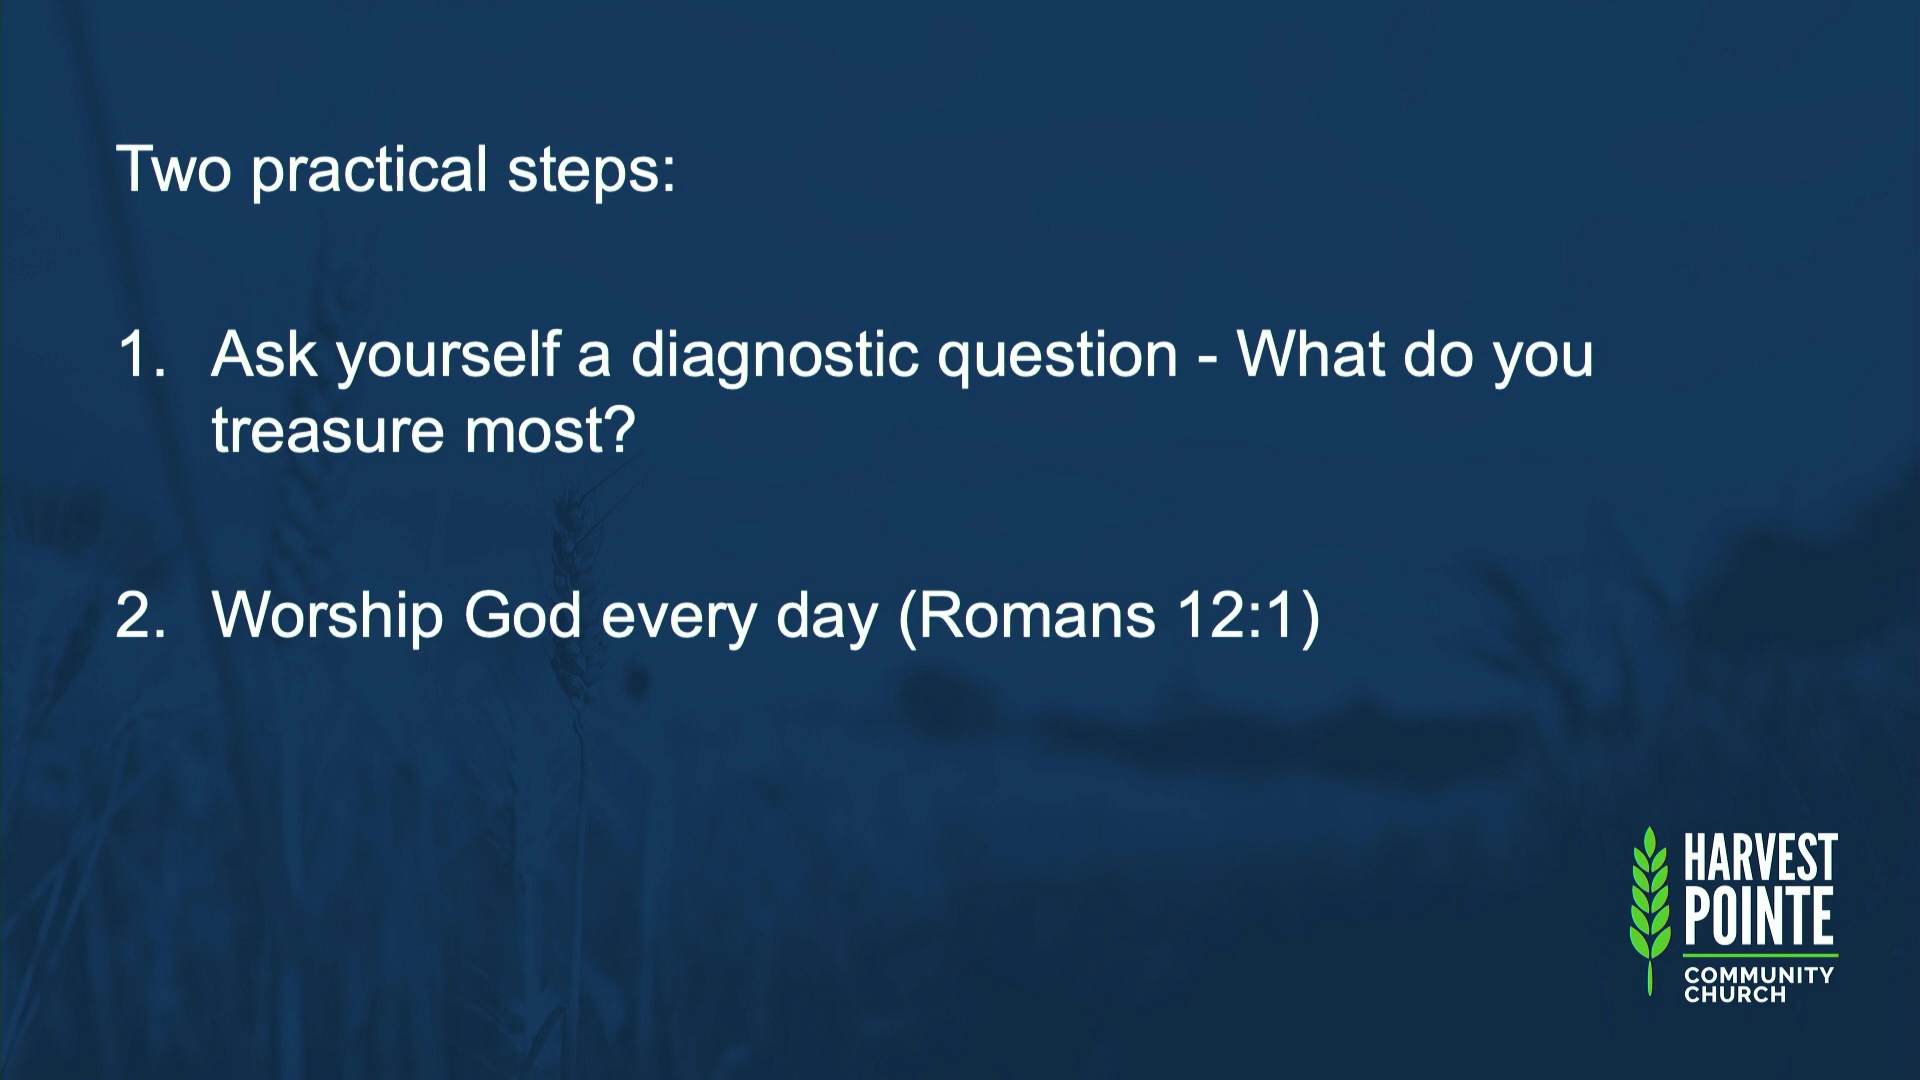 Two practical steps:
1. Ask yourself a diagnostic question - What do you
treasure most?
2. Worship God every day (Romans 12:1)
HARVEST
POINTE
COMMUNITY
CHURCH